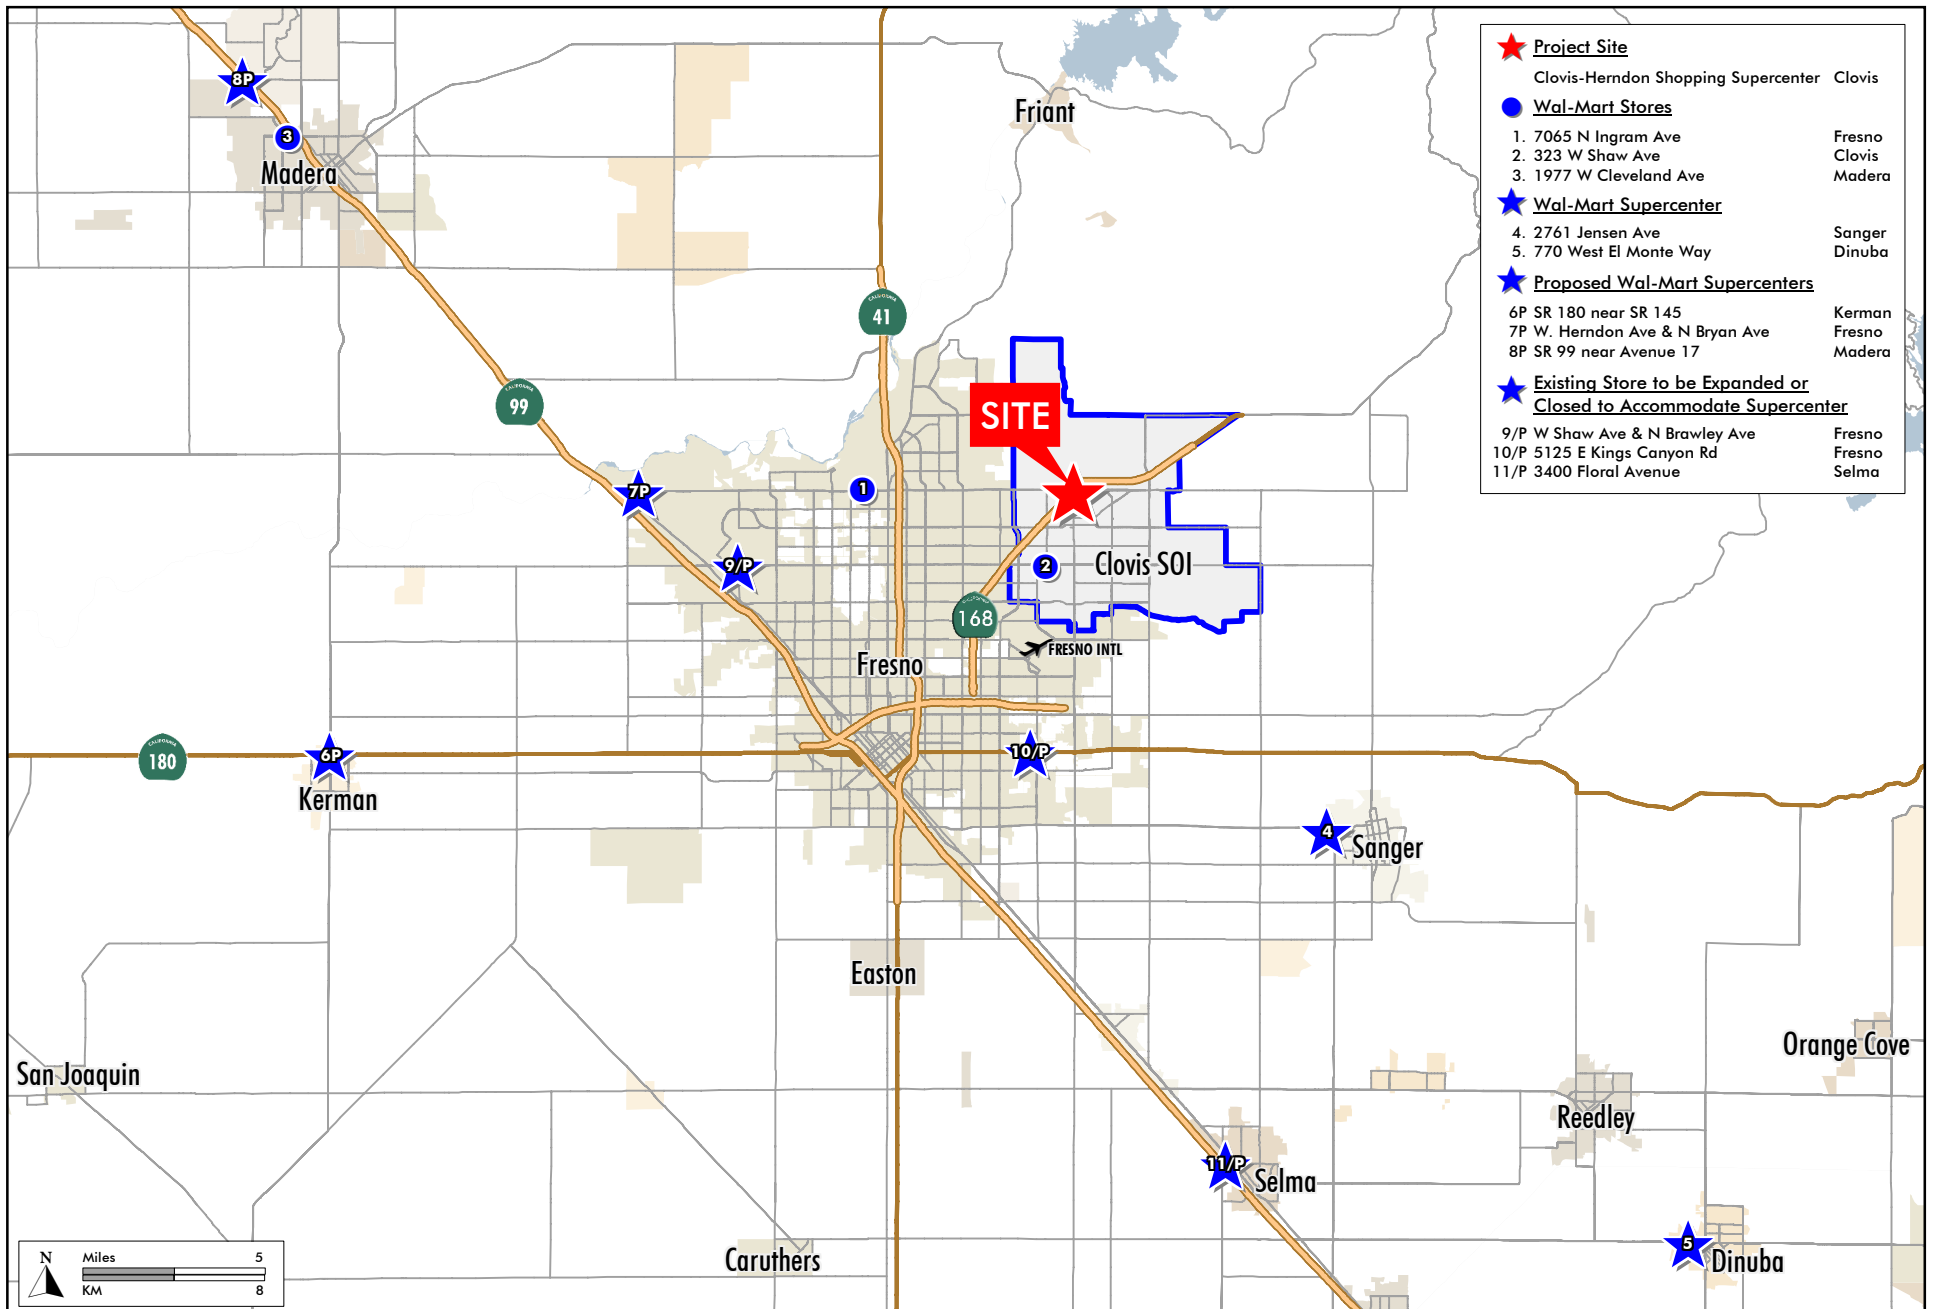 Project Site
Clovis-Herndon Shopping Supercenter Clovis
Wal-Mart Stores
1. 7065 N Ingram Ave Fresno
2. 323 W Shaw Ave Clovis
3. 1977 W Cleveland Ave Madera
Wal-Mart Supercenter
4. 2761 Jensen Ave Sanger
5. 770 West El Monte Way Dinuba
Proposed Wal-Mart Supercenters
6P SR 180 near SR 145 Kerman
7P W. Herndon Ave & N Bryan Ave Fresno
8P SR 99 near Avenue 17 Madera
Existing Store to be Expanded or
Closed to Accommodate Supercenter
9/P W Shaw Ave & N Brawley Ave Fresno
10/P 5125 E Kings Canyon Rd Fresno
11/P 3400 Floral Avenue Selma
8P
3
Madera
Friant
CALIFORNIA
41
CALIFORNIA
99
SITE
7P
1
9/P
2
Clovis SOI
CALIFORNIA
168
FRESNO INTL
Fresno
CALIFORNIA
180
6P
10/P
Kerman
4
Sanger
Easton
San Joaquin
Orange Cove
Reedley
11/P
Selma
5
Dinuba
Caruthers
N
Miles 5
KM 8